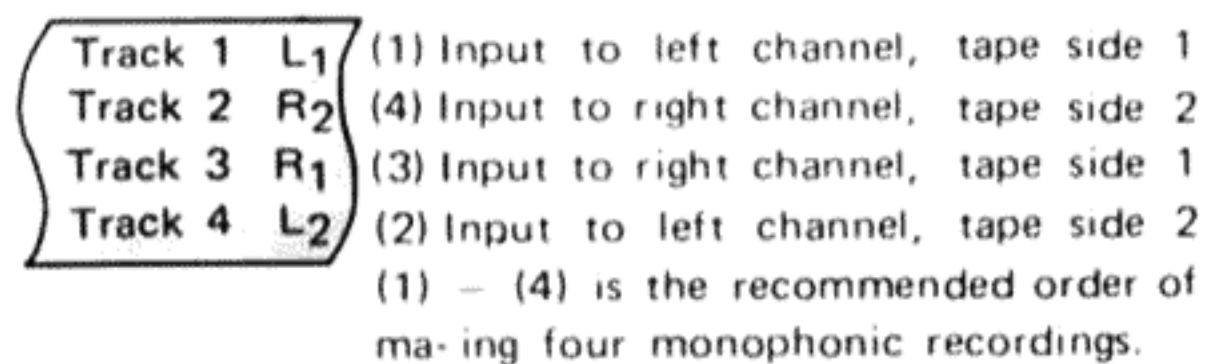 Track 1 L1 (1) Input to left channel, tape side 1
Track 2 R2 (4) Input to right channel, tape side 2
Track 3 R1 (3) Input to right channel, tape side 1
Track 4 L2 (2) Input to left channel, tape side 2
(1) – (4) is the recommended order of
ma- ing four monophonic recordings.